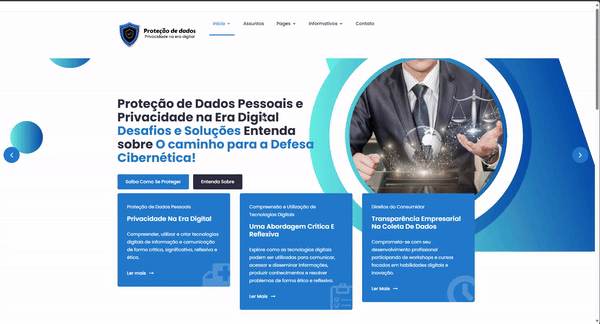 Proteção de dados
Privacidade na era digital
Início
Assuntos
Pages
Informativos
Contato
Proteção de Dados Pessoais e
Privacidade na Era Digital
Desafios e Soluções Entenda
sobre O caminho para a Defesa
Cibernética!
Saiba Como Se Proteger
Entenda Sobre
Proteção de Dados Pessoais
Privacidade Na Era Digital
Compreender, utilizar e criar tecnologias
digitais de informação e comunicação
de forma crítica, significativa, reflexiva e
ética.
Ler mais
Compreensão e Utilização de
Tecnologias Digitais
Uma Abordagem Crítica E
Reflexiva
Explore como as tecnologias digitais
podem ser utilizadas para comunicar,
acessar e disseminar informações,
produzir conhecimentos e resolver
problemas de forma ética e reflexiva.
Ler Mais
Direitos do Consumidor
Transparência Empresarial
Na Coleta De Dados
Comprometa-se com seu
desenvolvimento profissional
participando de workshops e cursos
focados em habilidades digitais e
inovação.
Ler Mais